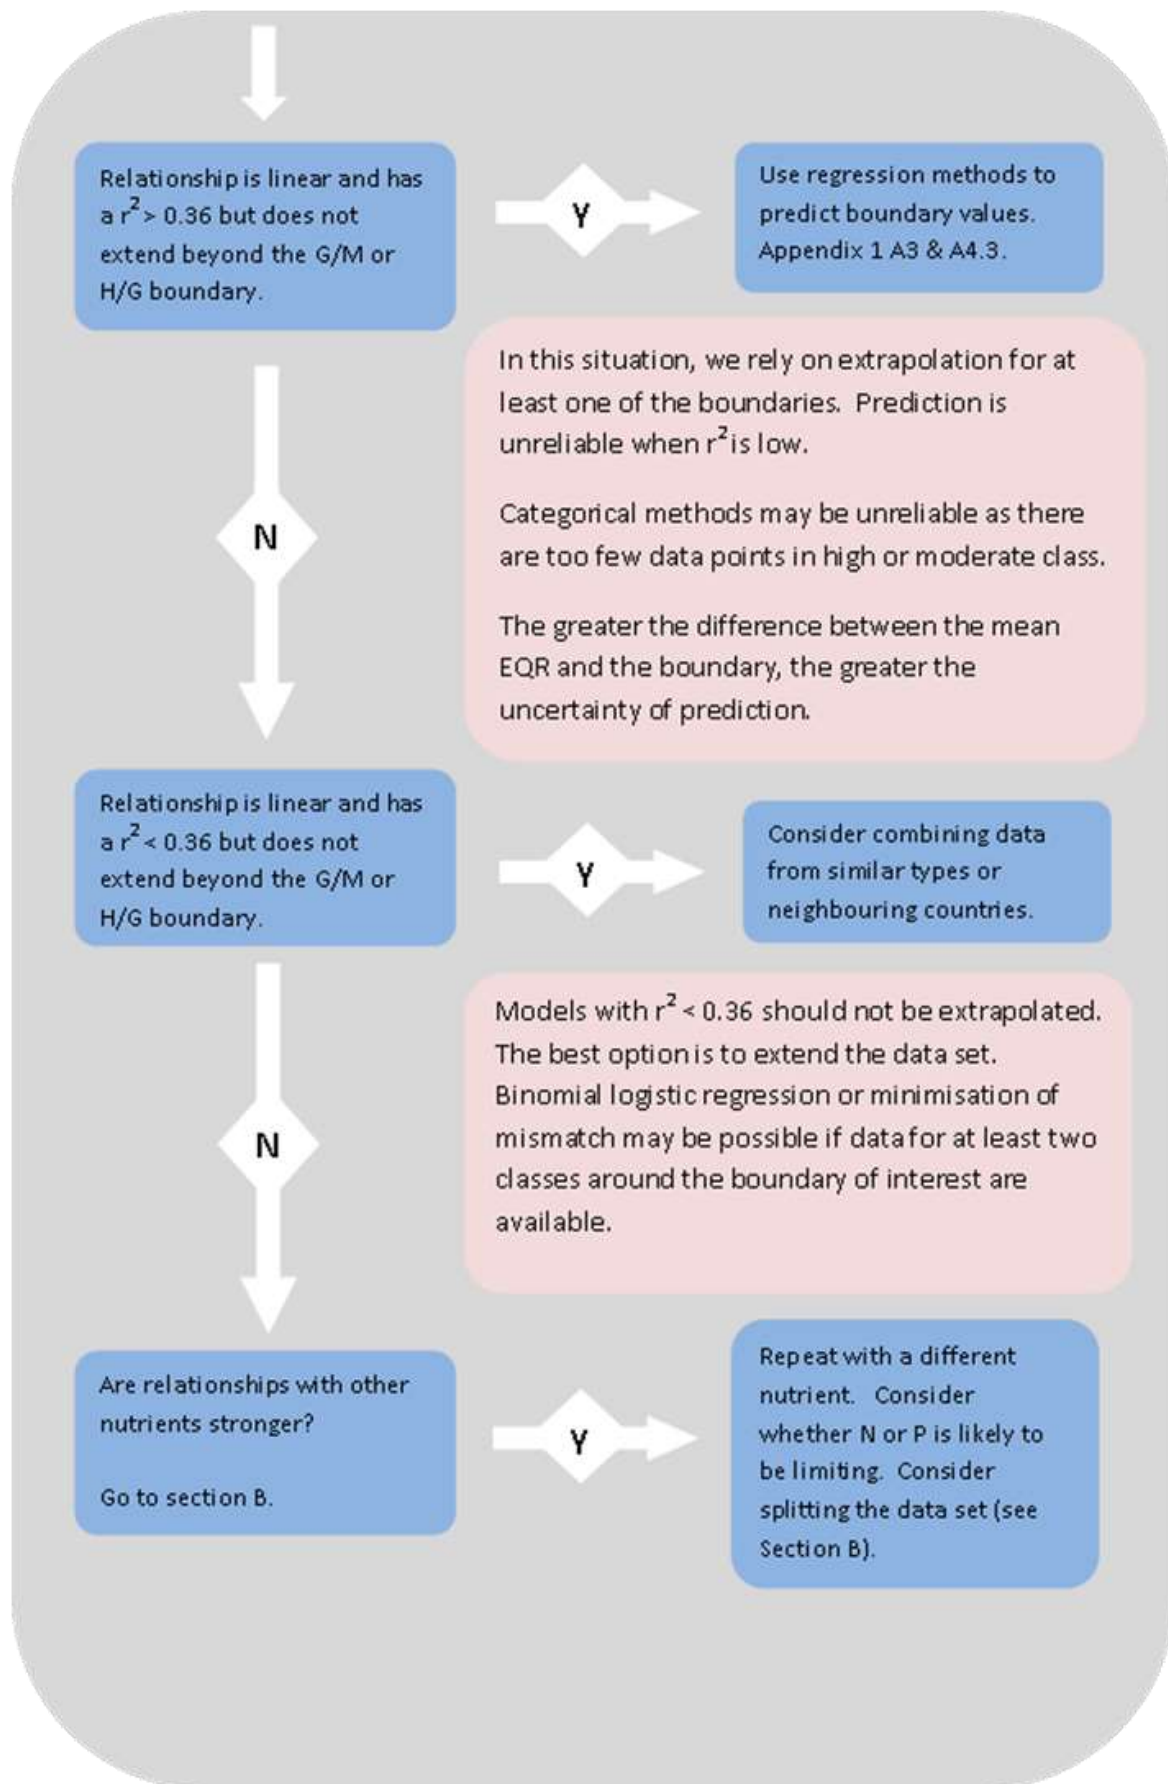 Relationship is linear and has
a r² > 0.36 but does not
extend beyond the G/M or
H/G boundary.
Y
Use regression methods to
predict boundary values.
Appendix 1 A3 & A4.3.
In this situation, we rely on extrapolation for at
least one of the boundaries. Prediction is
unreliable when r² is low.
Categorical methods may be unreliable as there
are too few data points in high or moderate class.
The greater the difference between the mean
EQR and the boundary, the greater the
uncertainty of prediction.
N
Relationship is linear and has
a r² < 0.36 but does not
extend beyond the G/M or
H/G boundary.
Y
Consider combining data
from similar types or
neighbouring countries.
Models with r² < 0.36 should not be extrapolated.
The best option is to extend the data set.
Binomial logistic regression or minimisation of
mismatch may be possible if data for at least two
classes around the boundary of interest are
available.
N
Are relationships with other
nutrients stronger?
Go to section B.
Y
Repeat with a different
nutrient. Consider
whether N or P is likely to
be limiting. Consider
splitting the data set (see
Section B).